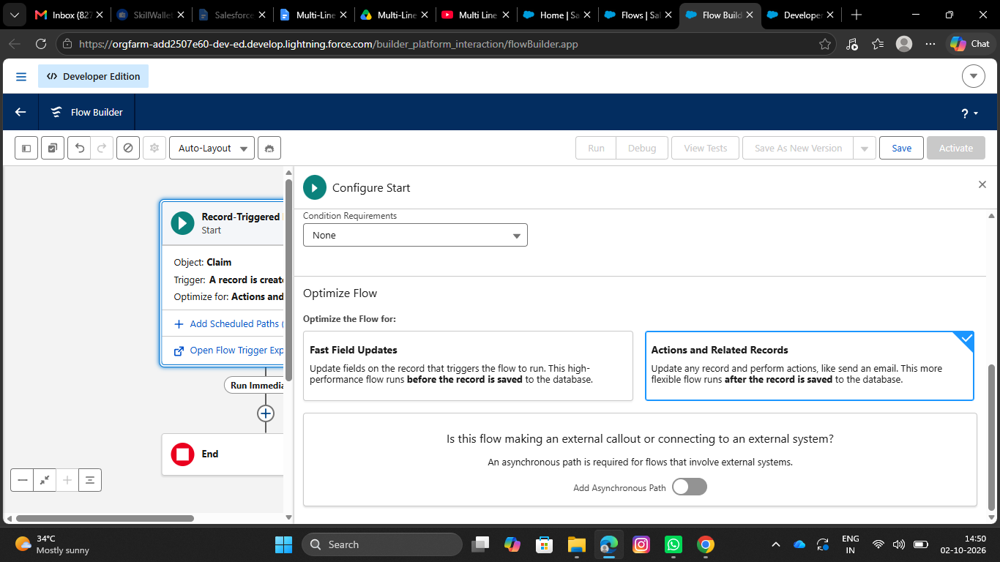 Inbox (827
SkillWallet
Salesforce
Multi-Line
Multi-Line
Multi Line
Home | Sa
Flows | Sal
Flow Build
Developer
https://orgfarm-add2507e60-dev-ed.develop.lightning.force.com/builder_platform_interaction/flowBuilder.app
Chat
Developer Edition
Flow Builder
?
Auto-Layout
Run
Debug
View Tests
Save As New Version
Save
Activate
Record-Triggered
Start
Object: Claim
Trigger: A record is create
Optimize for: Actions and
Add Scheduled Paths (
Open Flow Trigger Exp
Run Immedia
End
Configure Start
Condition Requirements
None
Optimize Flow
Optimize the Flow for:
Fast Field Updates
Update fields on the record that triggers the flow to run. This high-
performance flow runs before the record is saved to the database.
Actions and Related Records
Update any record and perform actions, like send an email. This more
flexible flow runs after the record is saved to the database.
Is this flow making an external callout or connecting to an external system?
An asynchronous path is required for flows that involve external systems.
Add Asynchronous Path
34°C
Mostly sunny
Search
ENG
IN
14:50
02-10-2026